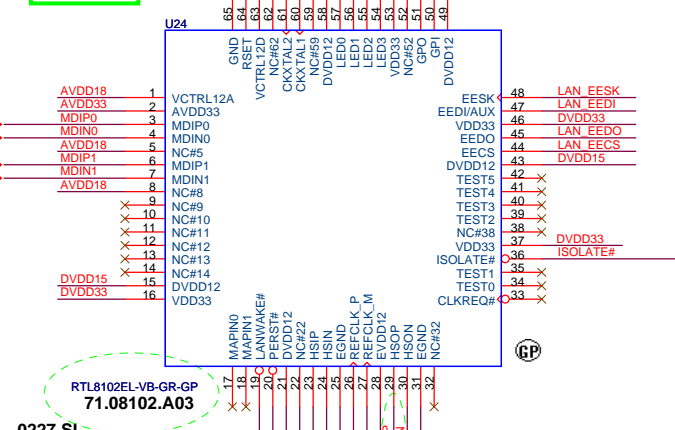 U24
65 64 63 62 61 60 59 58 57 56 55 54 53 52 51 50 49
GND RSET VCTRL12D NC#62 CKXTAL2 CKXTAL1 NC#59 DVDD12 LED0 LED1 LED2 LED3 VDD33 NC#52 GPO GPI DVDD12
AVDD18 1 VCTRL12A EESK 48 LAN_EESK
AVDD33 2 AVDD33 EEDI/AUX 47 LAN_EEDI
MDIP0 3 MDIP0 VDD33 46 DVDD33
MDIN0 4 MDIN0 EEDO 45 LAN_EEDO
AVDD18 5 NC#5 EECS 44 LAN_EECS
MDIP1 6 MDIP1 DVDD12 43 DVDD15
MDIN1 7 MDIN1 TEST5 42
AVDD18 8 NC#8 TEST4 41
9 NC#9 TEST3 40
10 NC#10 TEST2 39
11 NC#11 NC#38 38
12 NC#12 VDD33 37 DVDD33
13 NC#13 ISOLATE# 36 ISOLATE#
14 NC#14 TEST1 35
DVDD15 15 DVDD12 TEST0 34
DVDD33 16 VDD33 CLKREQ# 33
MAPIN0 MAPIN1 LANWAKE# PERST# DVDD12 NC#22 HSIP HSIN EGND REFCLK_P REFCLK_M EVDD12 HSOP HSON EGND NC#32
17 18 19 20 21 22 23 24 25 26 27 28 29 30 31 32
GP
RTL8102EL-VB-GR-GP
71.08102.A03